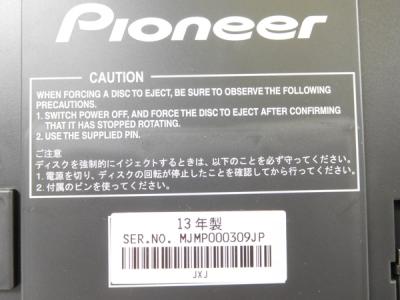 Pioneer
CAUTION
WHEN FORCING A DISC TO EJECT, BE SURE TO OBSERVE THE FOLLOWING
PRECAUTIONS.
1. SWITCH POWER OFF, AND FORCE THE DISC TO EJECT AFTER CONFIRMING
THAT IT HAS STOPPED ROTATING.
2. USE THE SUPPLIED PIN.
ご注意
ディスクを強制的にイジェクトするときは、以下のことを必ず守ってください。
1. 電源を切り、ディスクの回転が停止したことを確認してから行ってください。
2. 付属のピンを使ってください。
13年製
SER.NO. MJMP000309JP
JXJ